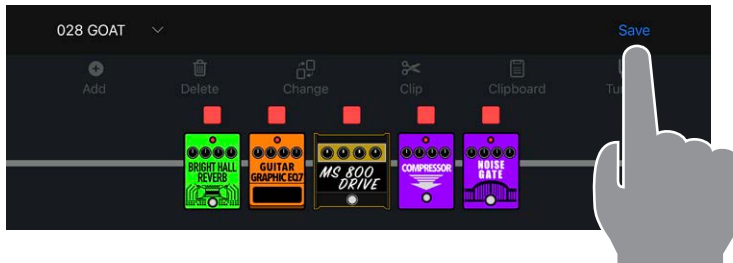 028 GOAT
Save
Add
Delete
Change
Clip
Clipboard
BRIGHT HALL
REVERB
GUITAR
GRAPHIC EQ7
MS 800
DRIVE
COMPRESSOR
NOISE
GATE